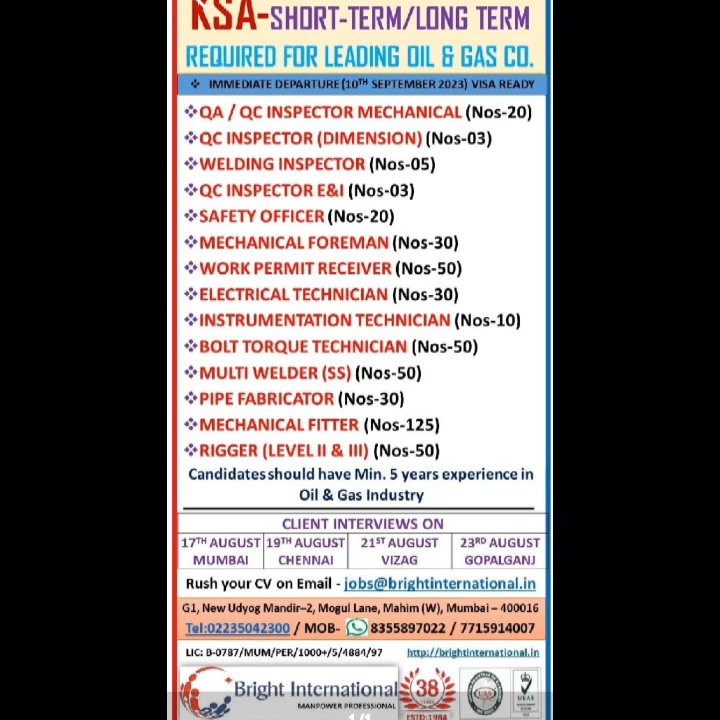 KSA-SHORT-TERM/LONG TERM
REQUIRED FOR LEADING OIL & GAS CO.
❖ IMMEDIATE DEPARTURE (10TH SEPTEMBER 2023) VISA READY
❖QA / QC INSPECTOR MECHANICAL (Nos-20)
❖QC INSPECTOR (DIMENSION) (Nos-03)
❖WELDING INSPECTOR (Nos-05)
❖QC INSPECTOR E&I (Nos-03)
❖SAFETY OFFICER (Nos-20)
❖MECHANICAL FOREMAN (Nos-30)
❖WORK PERMIT RECEIVER (Nos-50)
❖ELECTRICAL TECHNICIAN (Nos-30)
❖INSTRUMENTATION TECHNICIAN (Nos-10)
❖BOLT TORQUE TECHNICIAN (Nos-50)
❖MULTI WELDER (SS) (Nos-50)
❖PIPE FABRICATOR (Nos-30)
❖MECHANICAL FITTER (Nos-125)
❖RIGGER (LEVEL II & III) (Nos-50)
Candidates should have Min. 5 years experience in
Oil & Gas Industry
CLIENT INTERVIEWS ON
17TH AUGUST 19TH AUGUST 21ST AUGUST 23RD AUGUST
MUMBAI CHENNAI VIZAG GOPALGANJ
Rush your CV on Email - jobs@brightinternational.in
G1, New Udyog Mandir–2, Mogul Lane, Mahim (W), Mumbai – 400016
Tel:02235042300 / MOB- 8355897022 / 7715914007
LIC: B-0787/MUM/PER/1000+/5/4884/97 http://brightinternational.in
Bright International
MANPOWER PROFESSIONAL
38
YEARS
ESTD:1984
UKAS
1/1